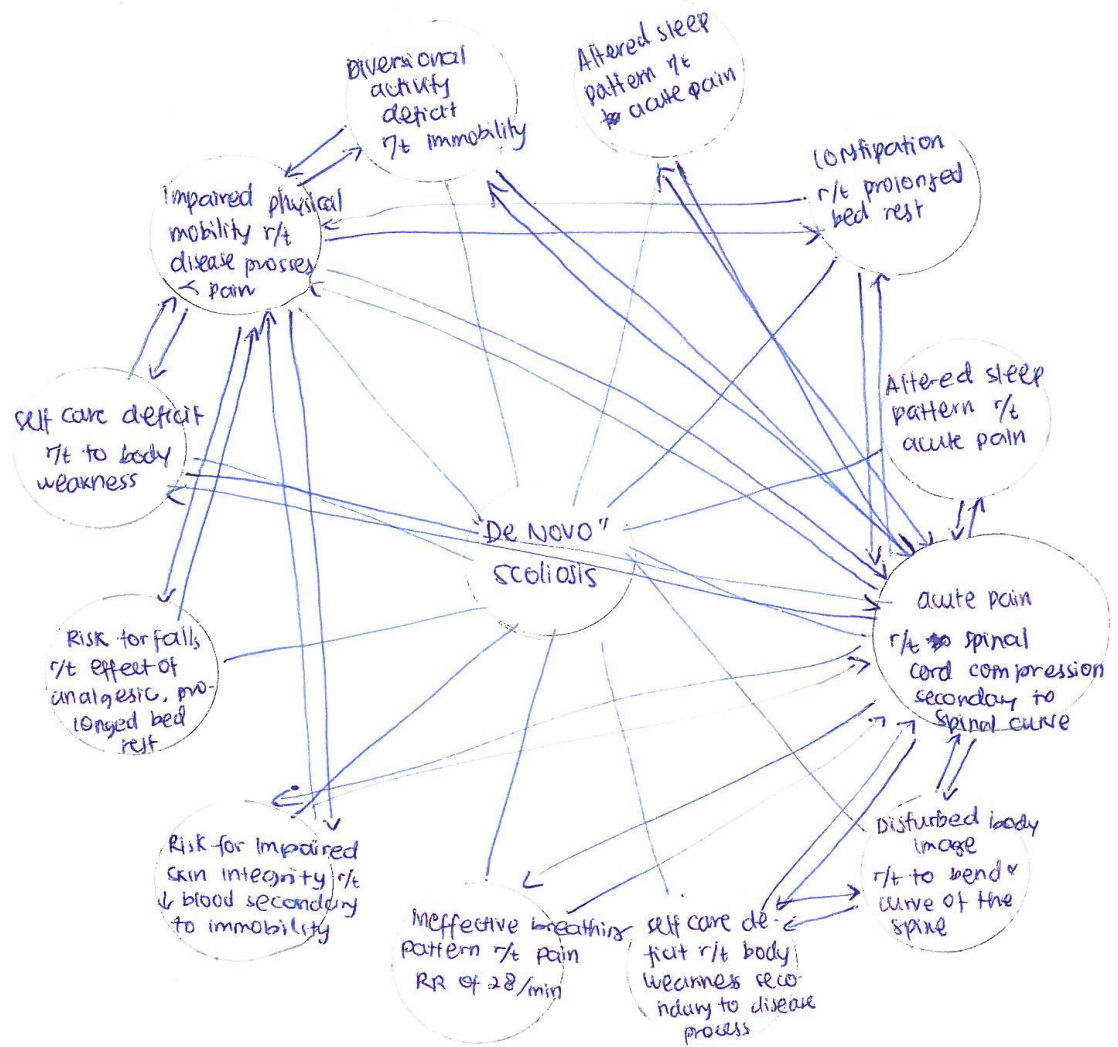 Diversional
activity
deficit
r/t immobility
Altered sleep
pattern r/t
acute pain
Constipation
r/t prolonged
bed rest
Impaired physical
mobility r/t
disease prosses
pain
Altered sleep
pattern r/t
acute pain
self care deficit
r/t to body
weakness
"De Novo"
scoliosis
acute pain
r/t spinal
cord compression
secondary to
spinal curve
Risk for falls
r/t effect of
analgesic, pro-
longed bed
rest
Risk for impaired
skin integrity r/t
↓ blood secondary
to immobility
ineffective breathing
pattern r/t pain
RR of 28/min
self care de-
ficit r/t body
weakness seco-
ndary to disease
process
Disturbed body
image
r/t to bend &
curve of the
spine